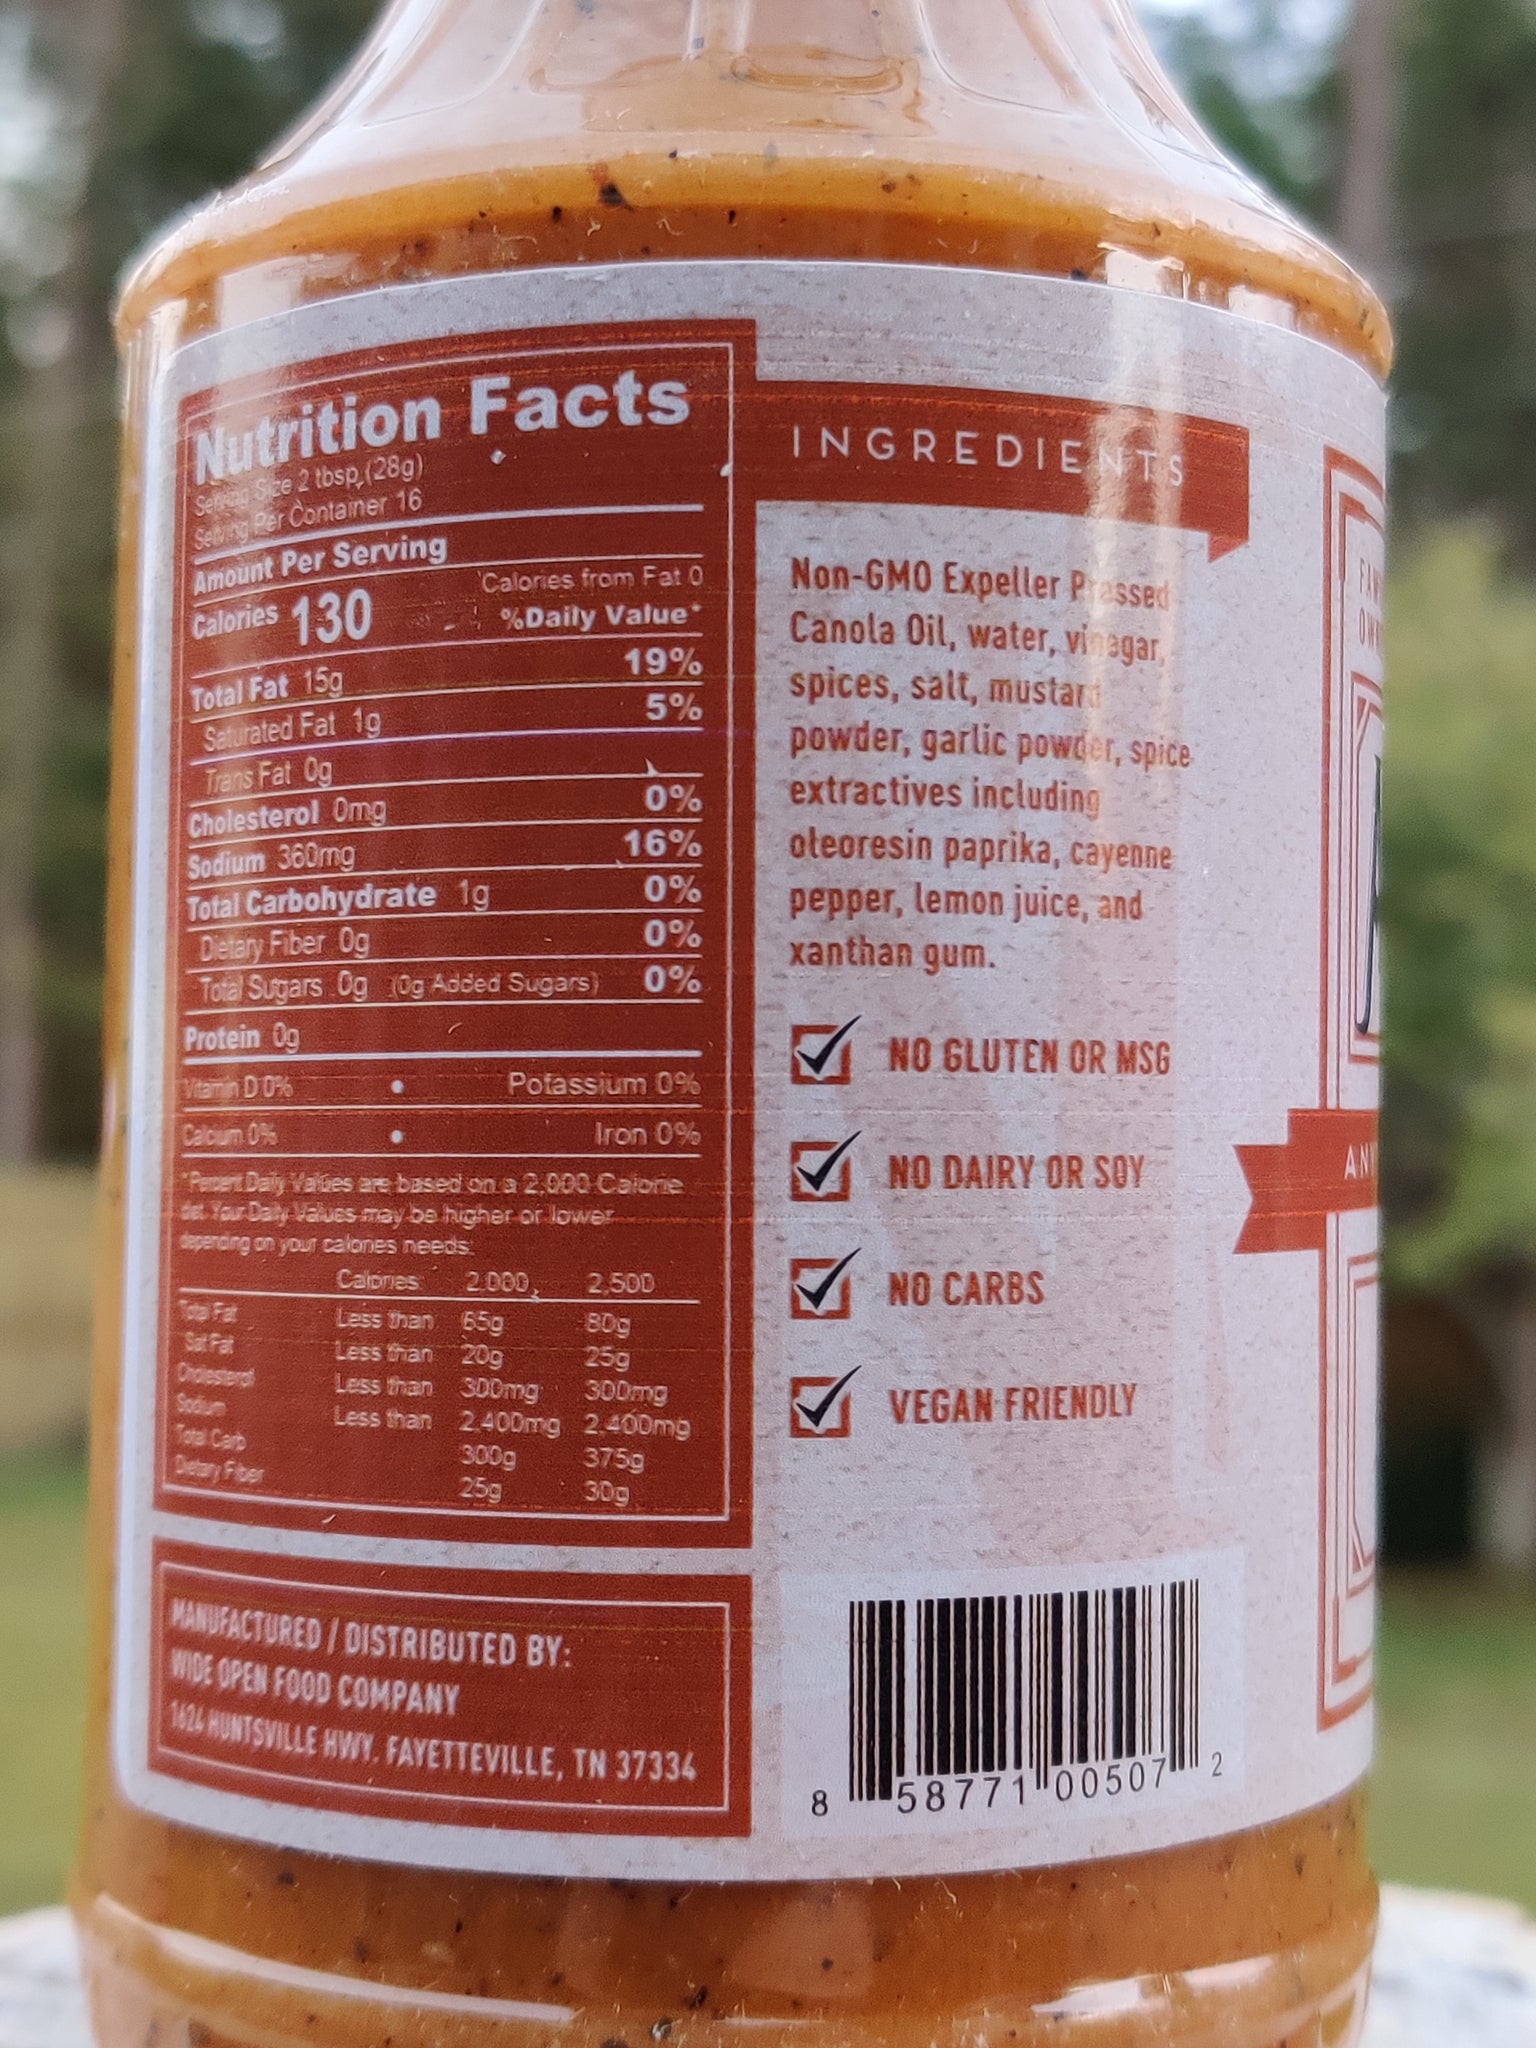 Nutrition Facts
Serving Size 2 tbsp (28g)
Serving Per Container 16
Amount Per Serving
Calories 130 Calories from Fat 0
%Daily Value*
Total Fat 15g 19%
Saturated Fat 1g 5%
Trans Fat 0g
Cholesterol 0mg 0%
Sodium 360mg 16%
Total Carbohydrate 1g 0%
Dietary Fiber 0g 0%
Total Sugars 0g (0g Added Sugars) 0%
Protein 0g
Vitamin D 0% • Potassium 0%
Calcium 0% • Iron 0%
*Percent Daily Values are based on a 2,000 Calorie
diet. Your Daily Values may be higher or lower
depending on your calories needs:
Calories: 2,000 2,500
Total Fat Less than 65g 80g
Sat Fat Less than 20g 25g
Cholesterol Less than 300mg 300mg
Sodium Less than 2,400mg 2,400mg
Total Carb 300g 375g
Dietary Fiber 25g 30g
MANUFACTURED / DISTRIBUTED BY:
WIDE OPEN FOOD COMPANY
1624 HUNTSVILLE HWY. FAYETTEVILLE, TN 37334
INGREDIENTS
Non-GMO Expeller Pressed
Canola Oil, water, vinegar,
spices, salt, mustard
powder, garlic powder, spice
extractives including
oleoresin paprika, cayenne
pepper, lemon juice, and
xanthan gum.
NO GLUTEN OR MSG
NO DAIRY OR SOY
NO CARBS
VEGAN FRIENDLY
8 58771 00507 2